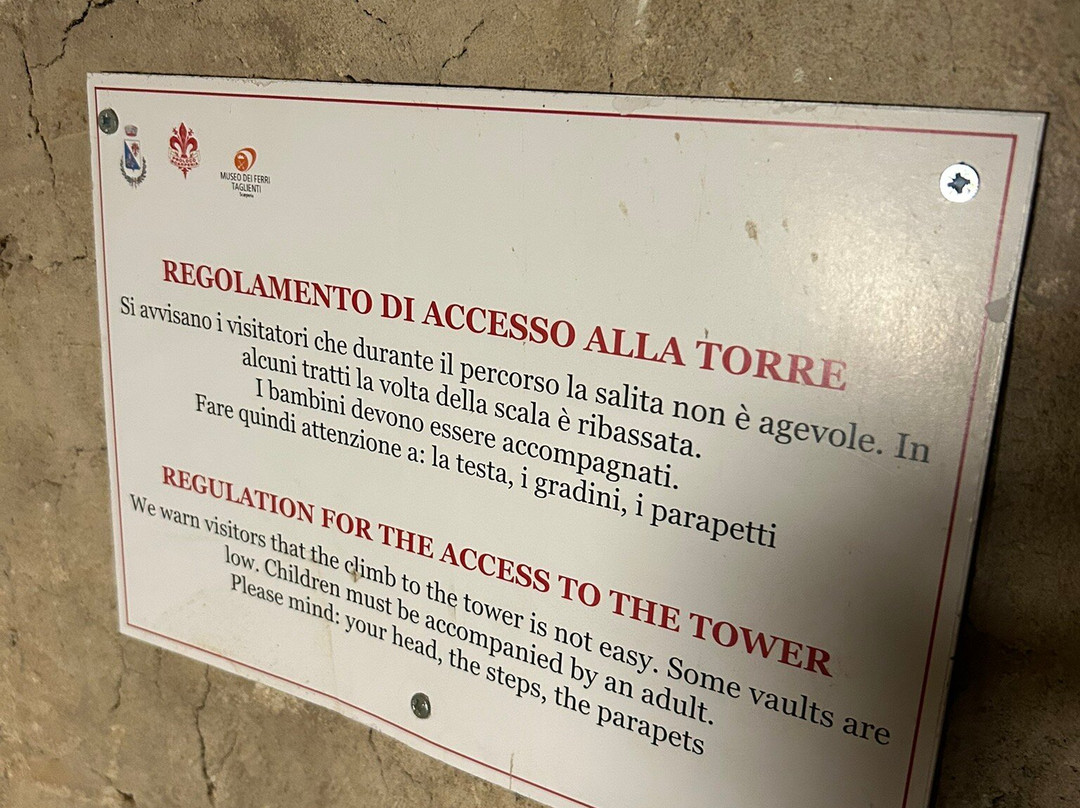 MUSEO DEI FERRI
TAGLIENTI
Scarperia
REGOLAMENTO DI ACCESSO ALLA TORRE
Si avvisano i visitatori che durante il percorso la salita non è agevole. In
alcuni tratti la volta della scala è ribassata.
I bambini devono essere accompagnati.
Fare quindi attenzione a: la testa, i gradini, i parapetti
REGULATION FOR THE ACCESS TO THE TOWER
We warn visitors that the climb to the tower is not easy. Some vaults are
low. Children must be accompanied by an adult.
Please mind: your head, the steps, the parapets